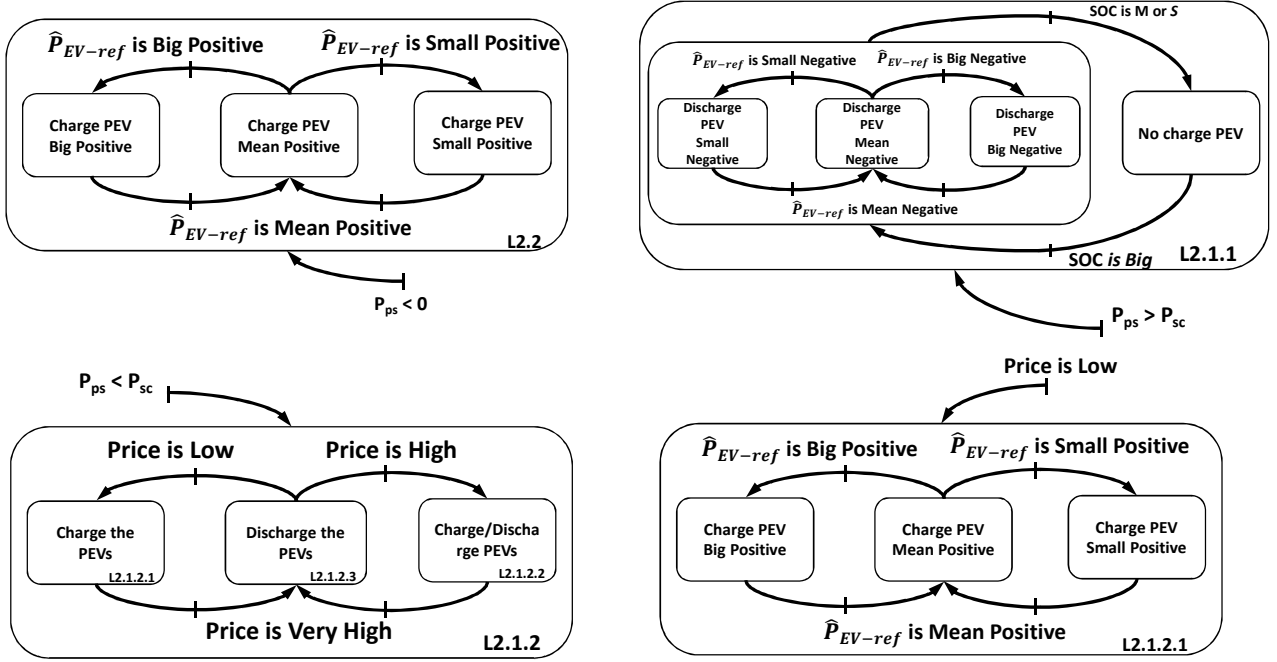 P̂EV−ref is Big Positive
P̂EV−ref is Small Positive
Charge PEV
Big Positive
Charge PEV
Mean Positive
Charge PEV
Small Positive
P̂EV−ref is Mean Positive
L2.2
Pps < 0
SOC is M or S
P̂EV−ref is Small Negative
P̂EV−ref is Big Negative
Discharge
PEV
Small
Negative
Discharge
PEV
Mean
Negative
Discharge
PEV
Big Negative
No charge PEV
P̂EV−ref is Mean Negative
SOC is Big
L2.1.1
Pps > Psc
Pps < Psc
Price is Low
Price is High
Charge the
PEVs
L2.1.2.1
Discharge the
PEVs
L2.1.2.3
Charge/Discha
rge PEVs
L2.1.2.2
Price is Very High
L2.1.2
Price is Low
P̂EV−ref is Big Positive
P̂EV−ref is Small Positive
Charge PEV
Big Positive
Charge PEV
Mean Positive
Charge PEV
Small Positive
P̂EV−ref is Mean Positive
L2.1.2.1